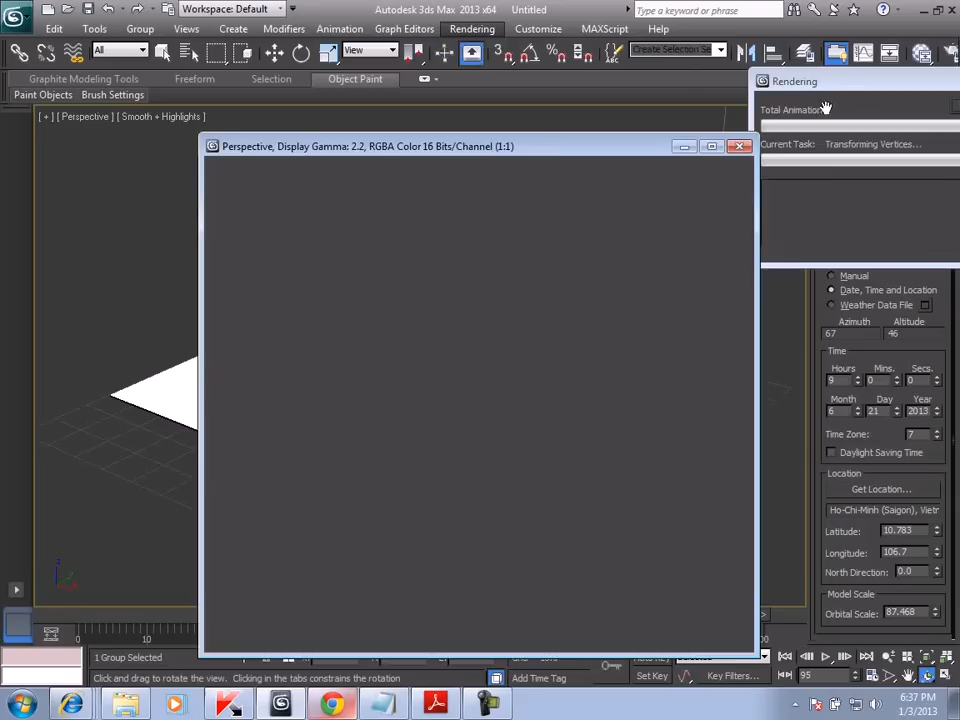 Workspace: Default
Autodesk 3ds Max 2013 x64
Untitled
Type a keyword or phrase
Edit
Tools
Group
Views
Create
Modifiers
Animation
Graph Editors
Rendering
Customize
MAXScript
Help
All
View
3
Create Selection Se
Graphite Modeling Tools
Freeform
Selection
Object Paint
Paint Objects
Brush Settings
Rendering
Total Animation:
Current Task: Transforming Vertices...
[ + ] [ Perspective ] [ Smooth + Highlights ]
Perspective, Display Gamma: 2.2, RGBA Color 16 Bits/Channel (1:1)
Manual
Date, Time and Location
Weather Data File
Azimuth
Altitude
67
46
Time
Hours
Mins.
Secs.
9
0
0
Month
Day
Year
6
21
2013
Time Zone:
7
Daylight Saving Time
Location
Get Location...
Ho-Chi-Minh (Saigon), Vietr
Latitude:
10.783
Longitude:
106.7
North Direction:
0.0
Model Scale
Orbital Scale:
87.468
0
10
1 Group Selected
Click and drag to rotate the view. Clicking in the tabs constrains the rotation
Add Time Tag
Set Key
Key Filters...
95
6:37 PM
1/3/2013